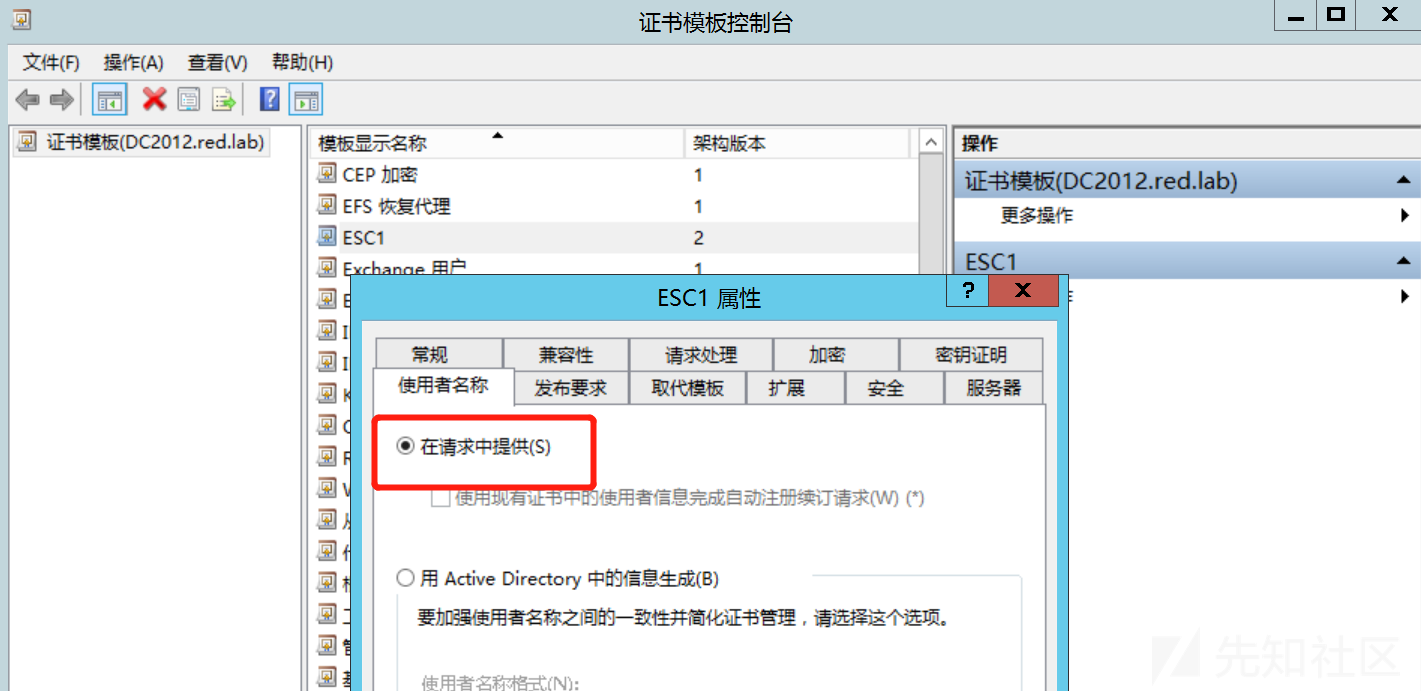 证书模板控制台
文件(F) 操作(A) 查看(V) 帮助(H)
证书模板(DC2012.red.lab)
模板显示名称 架构版本
CEP 加密 1
EFS 恢复代理 1
ESC1 2
Exchange 用户 1
操作
证书模板(DC2012.red.lab)
更多操作
ESC1
ESC1 属性
常规 兼容性 请求处理 加密 密钥证明
使用者名称 发布要求 取代模板 扩展 安全 服务器
在请求中提供(S)
使用现有证书中的使用者信息完成自动注册续订请求(W) (*)
用 Active Directory 中的信息生成(B)
要加强使用者名称之间的一致性并简化证书管理，请选择这个选项。
使用者名称格式(N):
先知社区